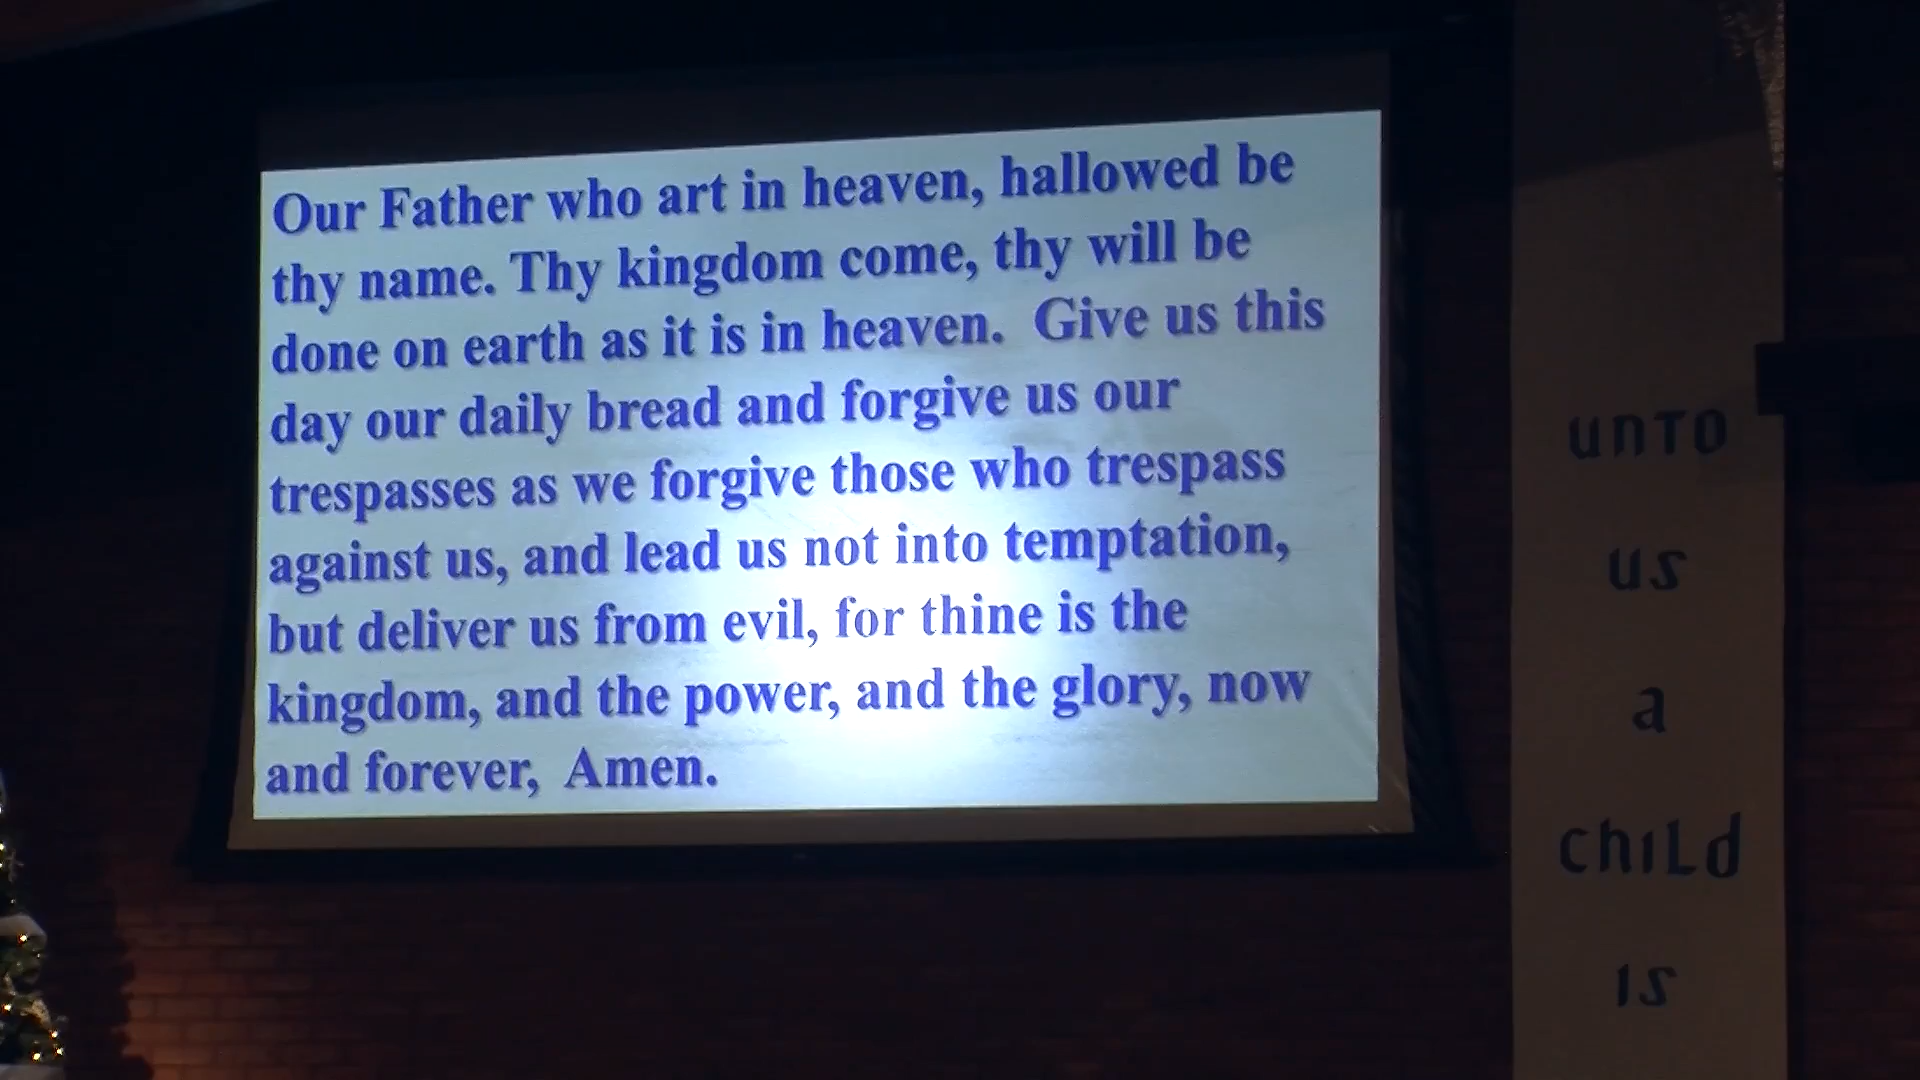 Our Father who art in heaven, hallowed be
thy name. Thy kingdom come, thy will be
done on earth as it is in heaven. Give us this
day our daily bread and forgive us our
trespasses as we forgive those who trespass
against us, and lead us not into temptation,
but deliver us from evil, for thine is the
kingdom, and the power, and the glory, now
and forever, Amen.
unto
us
a
child
is